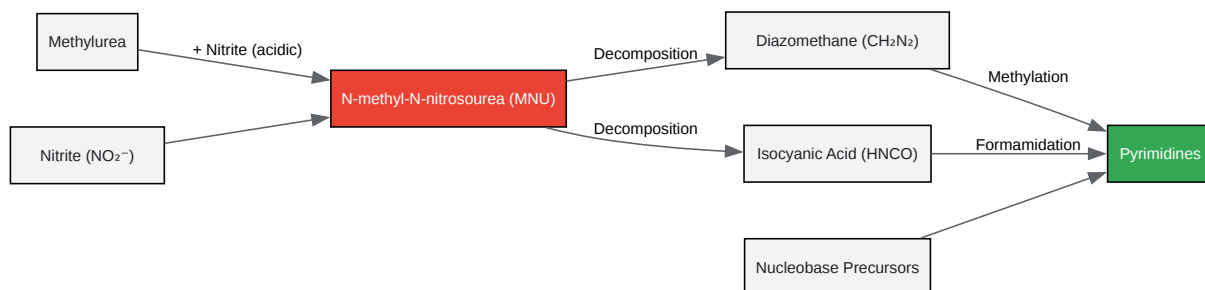 Methylurea
+ Nitrite (acidic)
Nitrite (NO₂⁻)
N-methyl-N-nitrosourea (MNU)
Decomposition
Decomposition
Diazomethane (CH₂N₂)
Methylation
Isocyanic Acid (HNCO)
Formamidation
Pyrimidines
Nucleobase Precursors